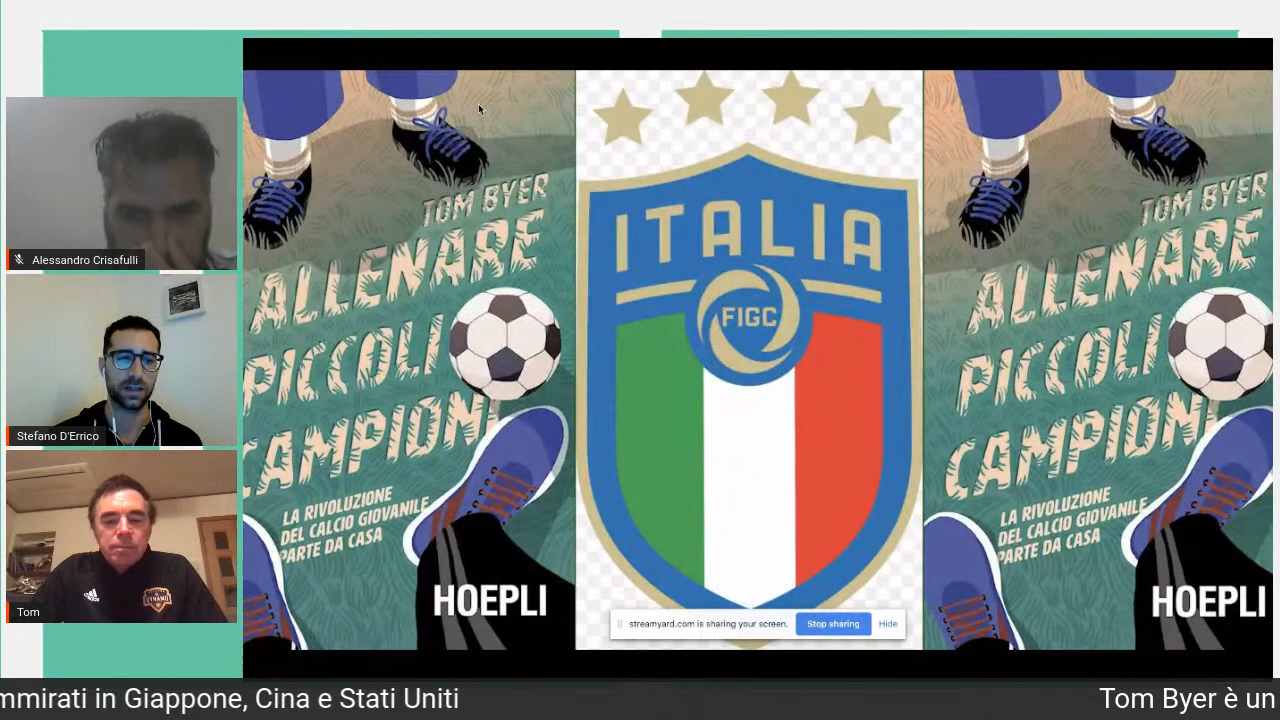 Alessandro Crisafulli
Stefano D'Errico
Tom
DYNAMO
TOM BYER
ALLENARE
PICCOLI
CAMPIONI
LA RIVOLUZIONE
DEL CALCIO GIOVANILE
PARTE DA CASA
HOEPLI
ITALIA
FIGC
streamyard.com is sharing your screen.
Stop sharing
Hide
TOM BYER
ALLENARE
PICCOLI
CAMPIONI
LA RIVOLUZIONE
DEL CALCIO GIOVANILE
PARTE DA CASA
HOEPLI
mmirati in Giappone, Cina e Stati Uniti
Tom Byer è un